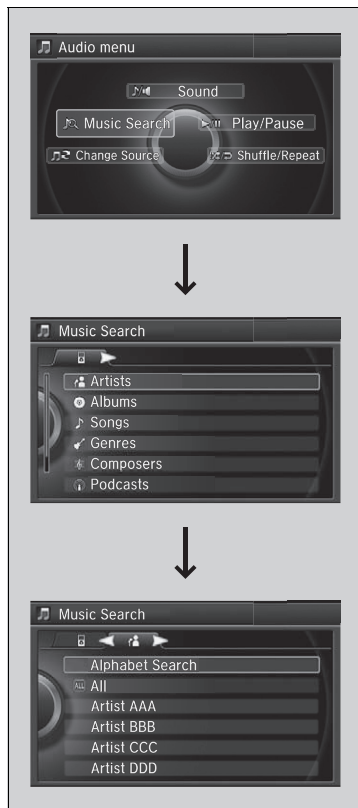 Audio menu
Sound
Music Search
Play/Pause
Change Source
Shuffle/Repeat
Music Search
Artists
Albums
Songs
Genres
Composers
Podcasts
Music Search
Alphabet Search
ALL All
Artist AAA
Artist BBB
Artist CCC
Artist DDD